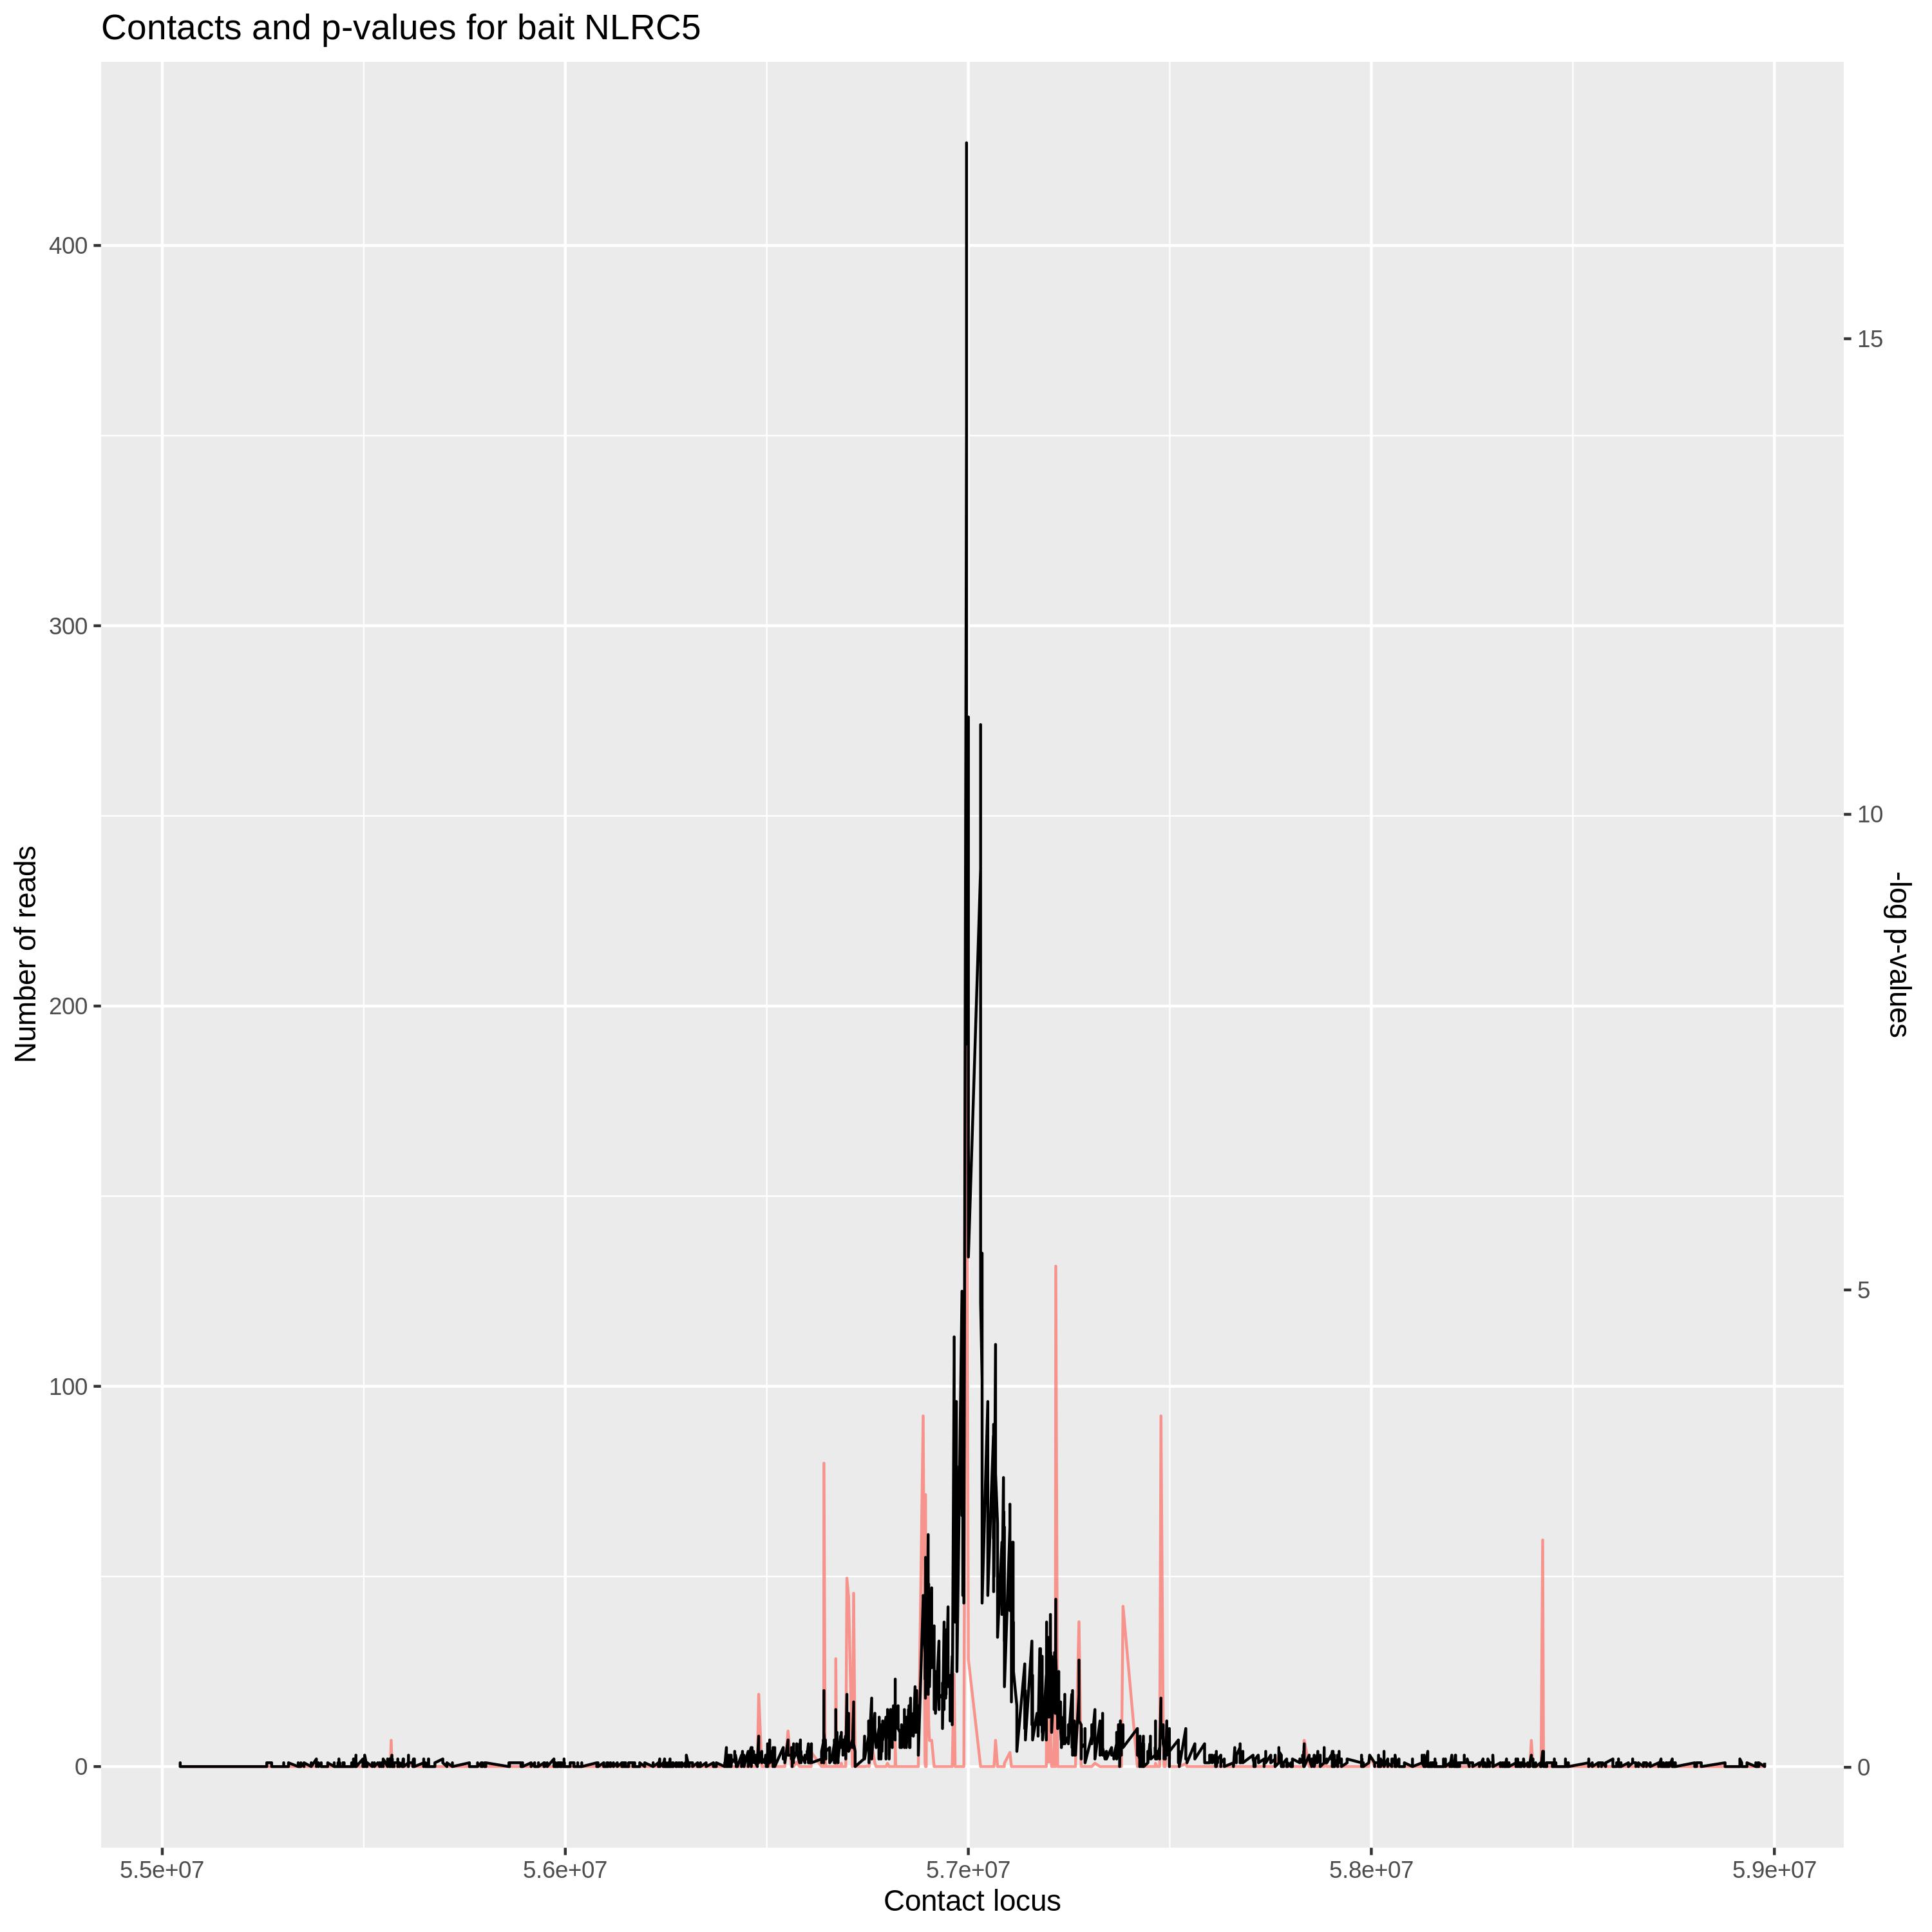 Contacts and p-values for bait NLRC5
Number of reads
400
300
200
100
0
15
10
5
0
-log p-values
5.5e+07 5.6e+07 5.7e+07 5.8e+07 5.9e+07
Contact locus